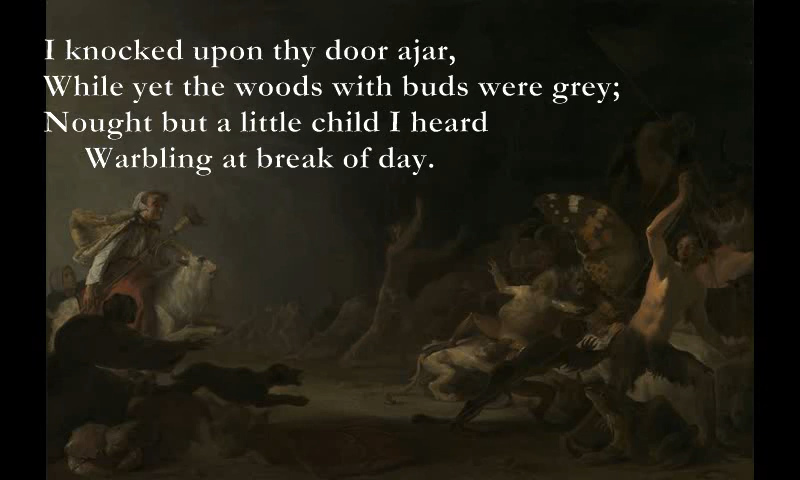 I knocked upon thy door ajar,
While yet the woods with buds were grey;
Nought but a little child I heard
Warbling at break of day.